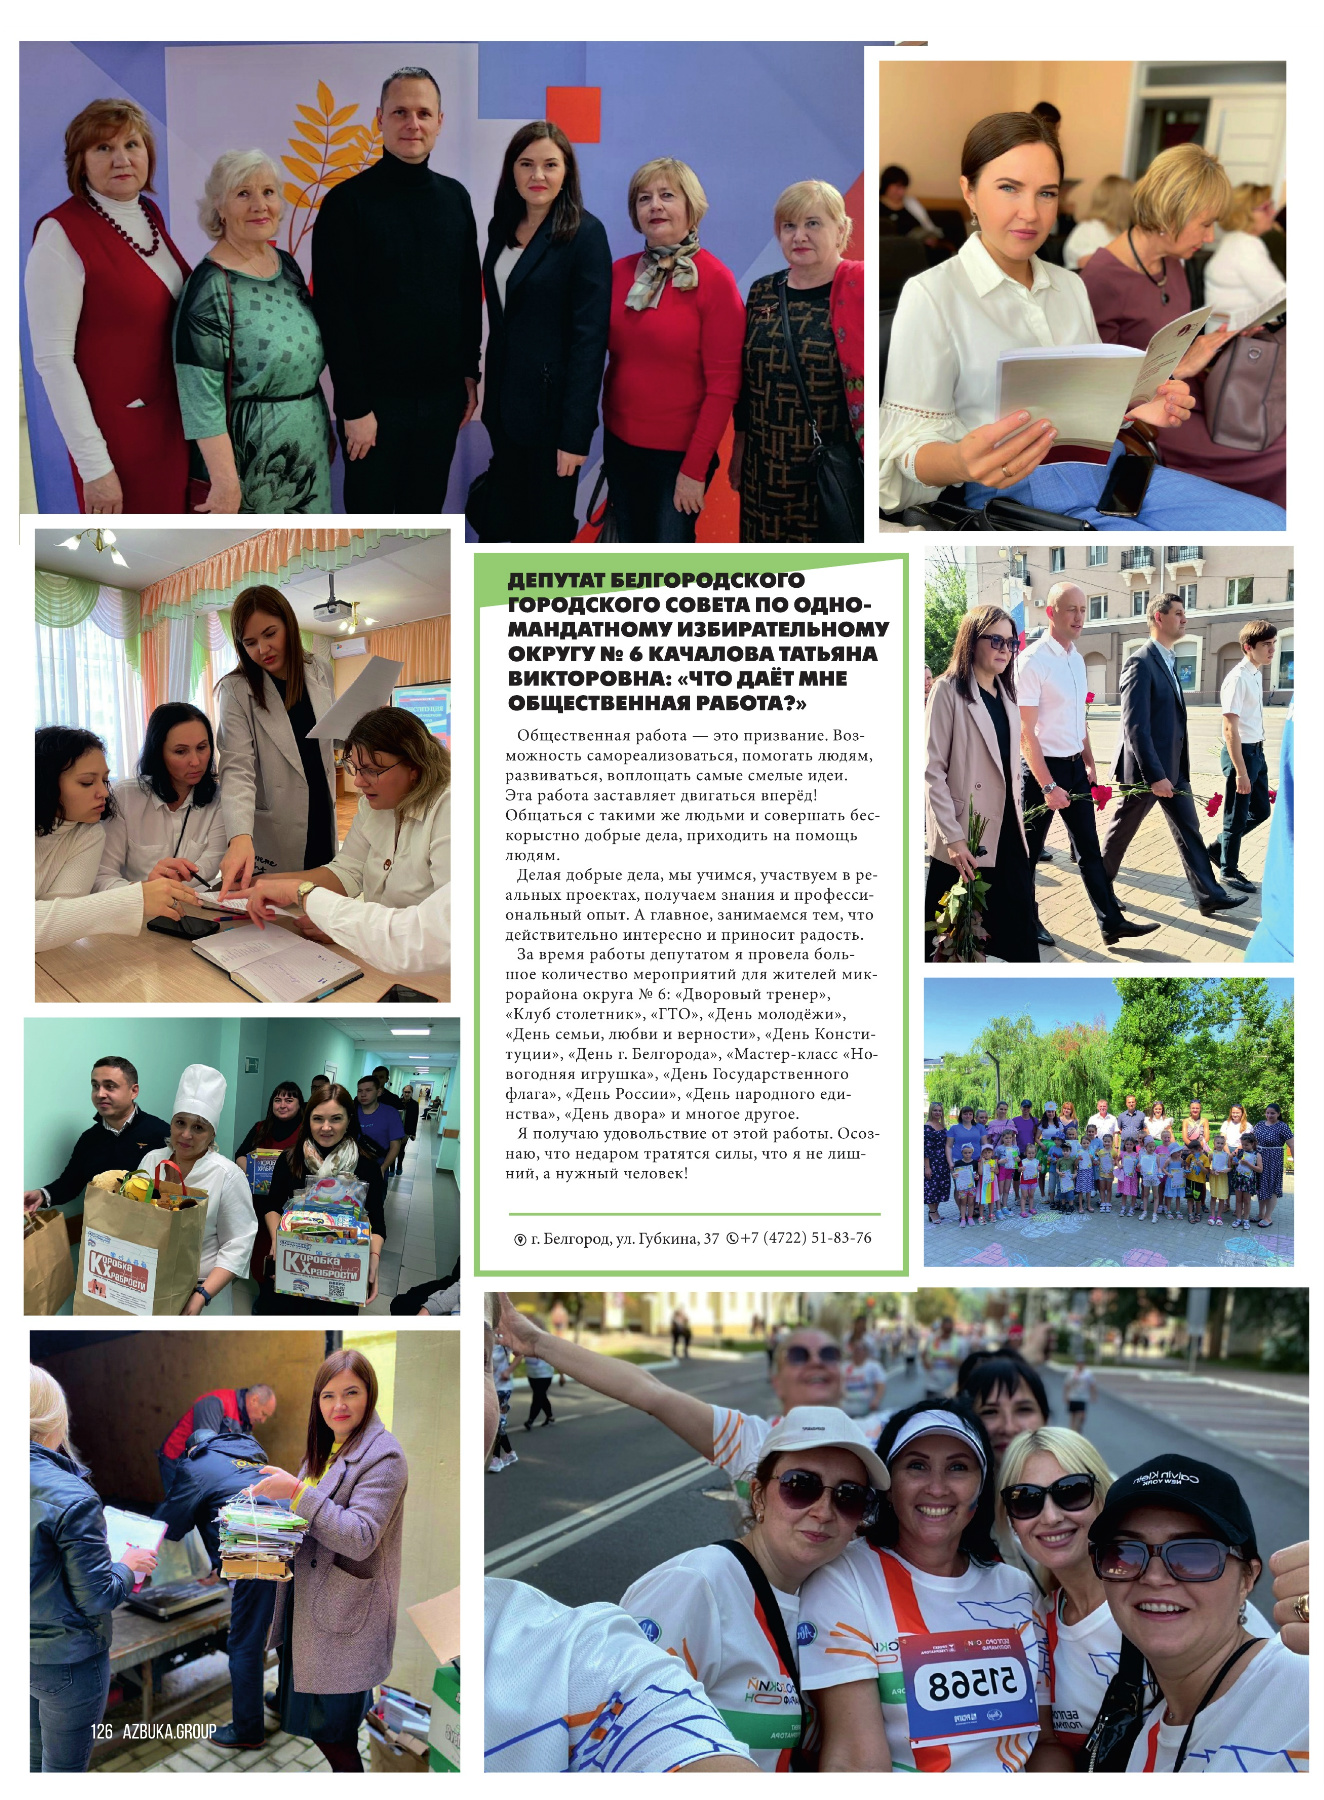 ДЕПУТАТ БЕЛГОРОДСКОГО
ГОРОДСКОГО СОВЕТА ПО ОДНО-
МАНДАТНОМУ ИЗБИРАТЕЛЬНОМУ
ОКРУГУ № 6 КАЧАЛОВА ТАТЬЯНА
ВИКТОРОВНА: «ЧТО ДАЁТ МНЕ
ОБЩЕСТВЕННАЯ РАБОТА?»
Общественная работа — это призвание. Воз-
можность самореализоваться, помогать людям,
развиваться, воплощать самые смелые идеи.
Эта работа заставляет двигаться вперёд!
Общаться с такими же людьми и совершать бес-
корыстно добрые дела, приходить на помощь
людям.
Делая добрые дела, мы учимся, участвуем в ре-
альных проектах, получаем знания и професси-
ональный опыт. А главное, занимаемся тем, что
действительно интересно и приносит радость.
За время работы депутатом я провела боль-
шое количество мероприятий для жителей мик-
рорайона округа № 6: «Дворовый тренер»,
«Клуб столетник», «ГТО», «День молодёжи»,
«День семьи, любви и верности», «День Консти-
туции», «День г. Белгорода», «Мастер-класс «Но-
вогодняя игрушка», «День Государственного
флага», «День России», «День народного еди-
нства», «День двора» и многое другое.
Я получаю удовольствие от этой работы. Осоз-
наю, что недаром тратятся силы, что я не лиш-
ний, а нужный человек!
г. Белгород, ул. Губкина, 37 +7 (4722) 51-83-76
КОРОБКА
ХРАБРОСТИ
КОРОБКА
ХРАБРОСТИ
Calvin Klein
NEW YORK
51568
126 AZBUKA.GROUP